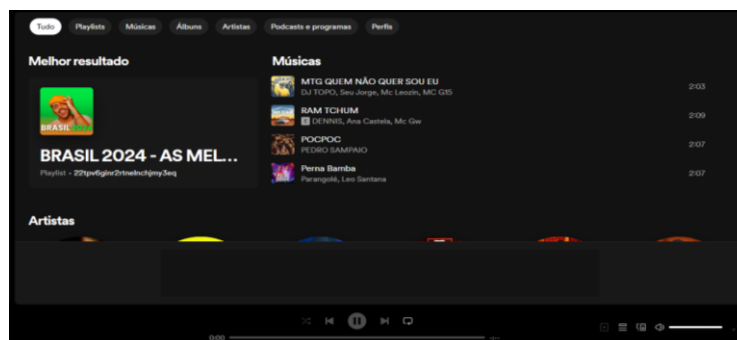 Tudo Playlists Músicas Álbuns Artistas Podcasts e programas Perfis
Melhor resultado
BRASIL 2024
BRASIL 2024 - AS MEL...
Playlist •
Músicas
MTG QUEM NÃO QUER SOU EU
DJ TOPO, Seu Jorge, Mc Leozin, MC G15
2:03
RAM TCHUM
E DENNIS, Ana Castela, Mc Gw
2:09
POCPOC
PEDRO SAMPAIO
2:07
Perna Bamba
Parangolé, Leo Santana
2:07
Artistas
0:00